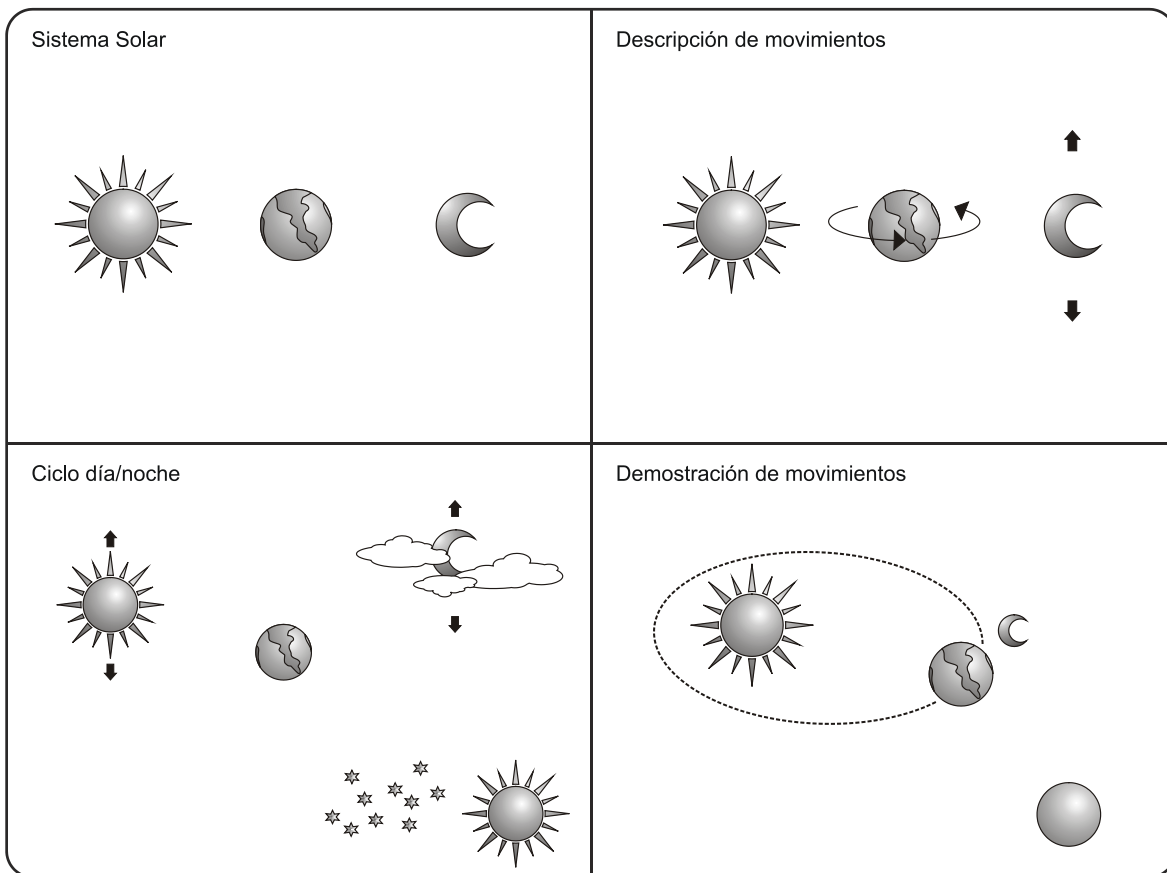 Sistema Solar
Descripción de movimientos
Ciclo día/noche
Demostración de movimientos